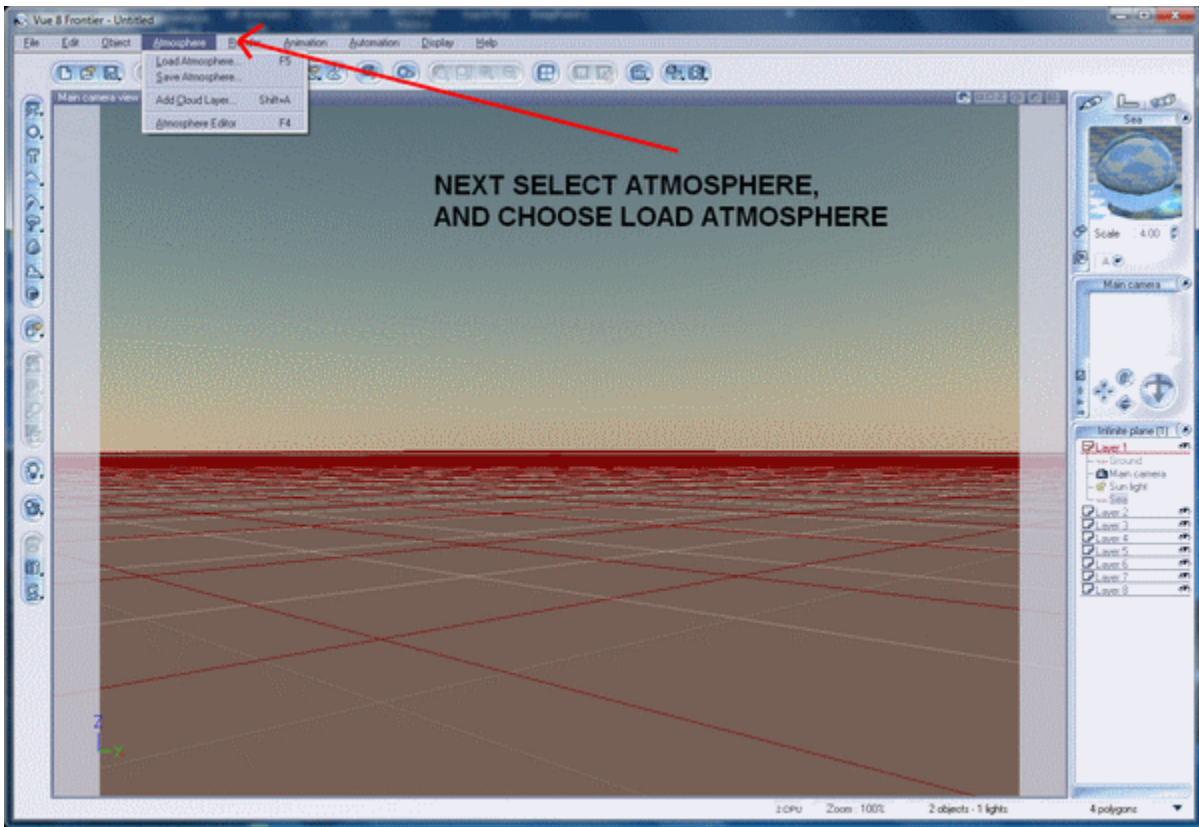 Vue 8 Frontier - Untitled
File Edit Object Atmosphere Animation Automation Display Help
Load Atmosphere... F5
Save Atmosphere...
Add Cloud Layer... Shift+A
Atmosphere Editor F4
Main camera view
NEXT SELECT ATMOSPHERE,
AND CHOOSE LOAD ATMOSPHERE
Z
Y
Sea
Scale 4.00
A
Main camera
Infinite plane (1)
Layer 1
Ground
Main camera
Sun light
Sea
Layer 2
Layer 3
Layer 4
Layer 5
Layer 6
Layer 7
Layer 8
2 CPU Zoom : 100% 2 objects - 1 lights 4 polygons